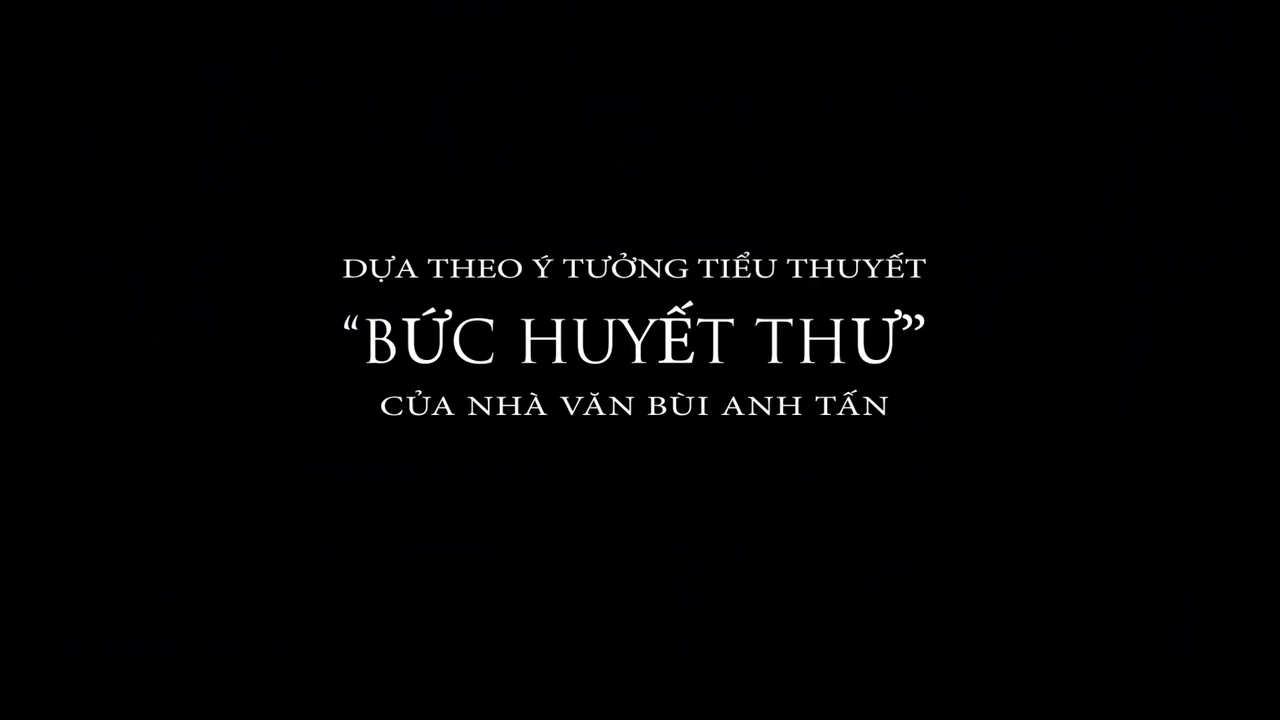 DỰA THEO Ý TƯỞNG TIỂU THUYẾT
“BỨC HUYẾT THƯ”
CỦA NHÀ VĂN BÙI ANH TẤN